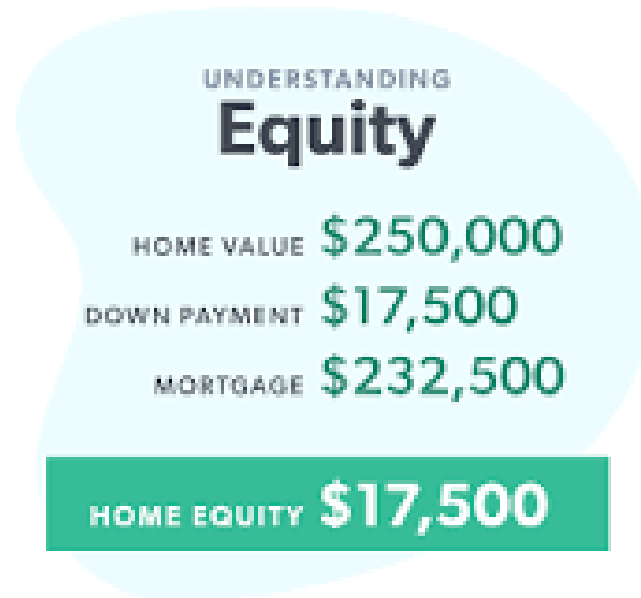 UNDERSTANDING
Equity
HOME VALUE $250,000
DOWN PAYMENT $17,500
MORTGAGE $232,500
HOME EQUITY $17,500